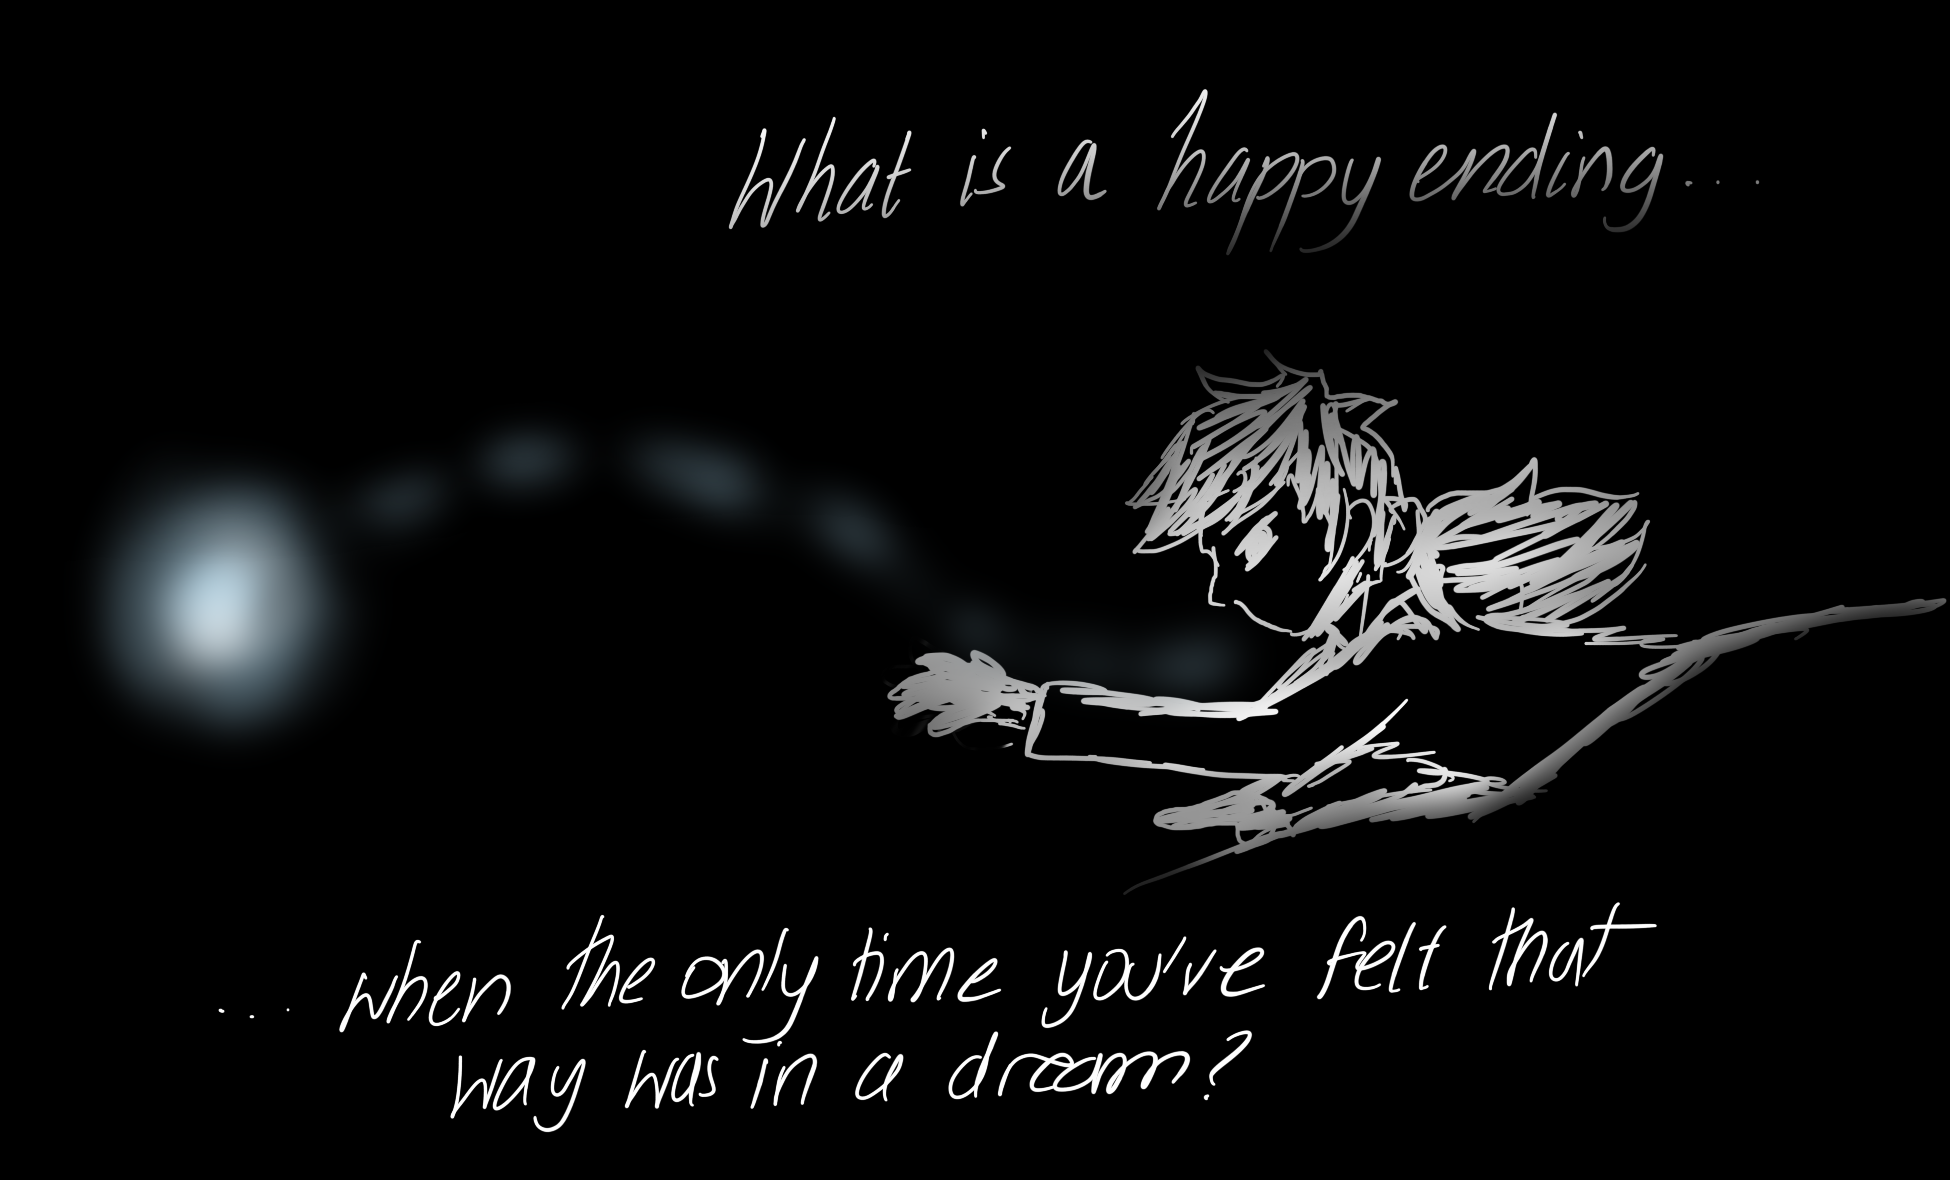 What is a happy ending...
... when the only time you've felt that
way was in a dream?